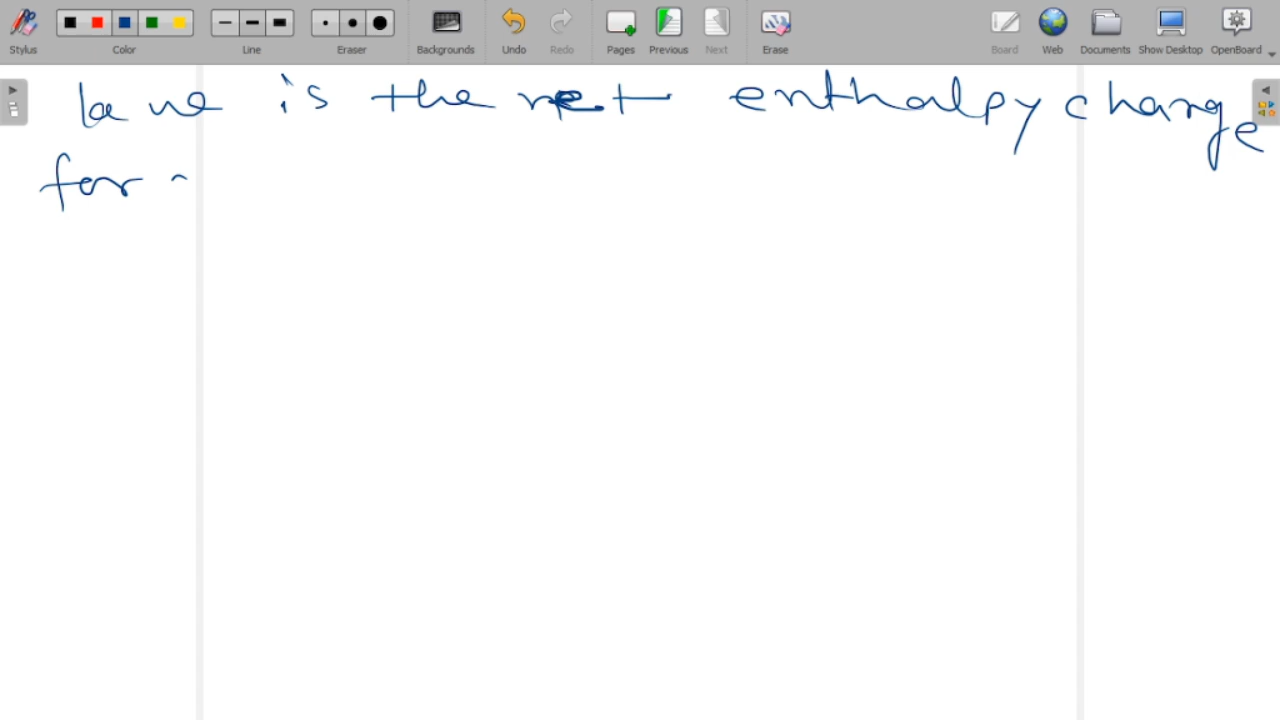 Stylus
Color
Line
Eraser
Backgrounds
Undo
Redo
Pages
Previous
Next
Erase
Board
Web
Documents
Show Desktop
OpenBoard
is the net enthalpy change
for